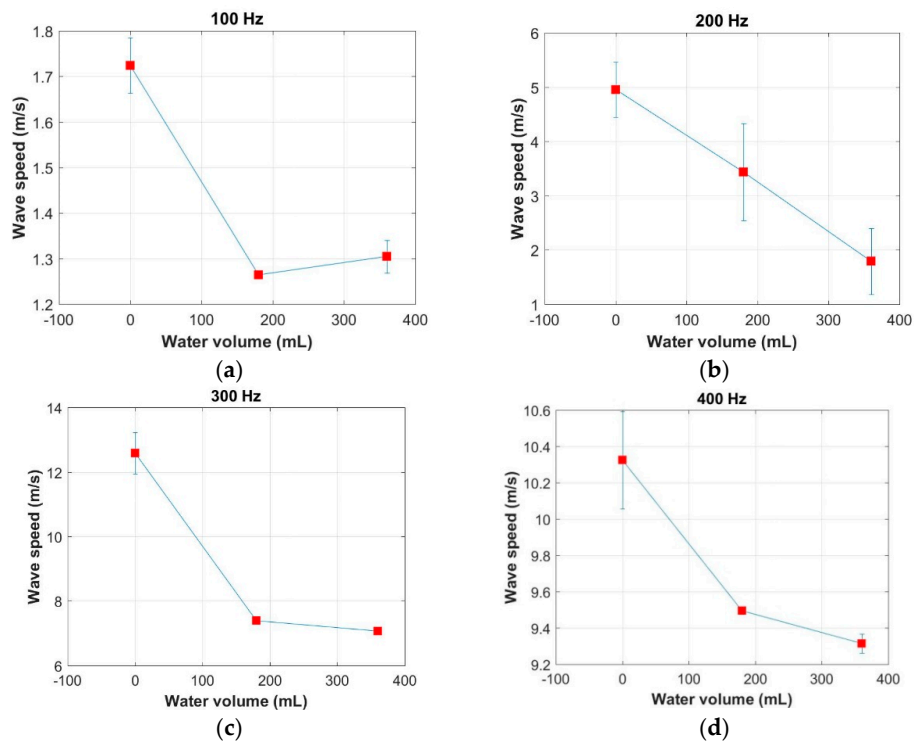 100 Hz
1.8
1.7
1.6
1.5
1.4
1.3
1.2
Wave speed (m/s)
-100 0 100 200 300 400
Water volume (mL)
(a)
200 Hz
6
5
4
3
2
1
Wave speed (m/s)
-100 0 100 200 300 400
Water volume (mL)
(b)
300 Hz
14
12
10
8
6
Wave speed (m/s)
-100 0 100 200 300 400
Water volume (mL)
(c)
400 Hz
10.6
10.4
10.2
10
9.8
9.6
9.4
9.2
Wave speed (m/s)
-100 0 100 200 300 400
Water volume (mL)
(d)